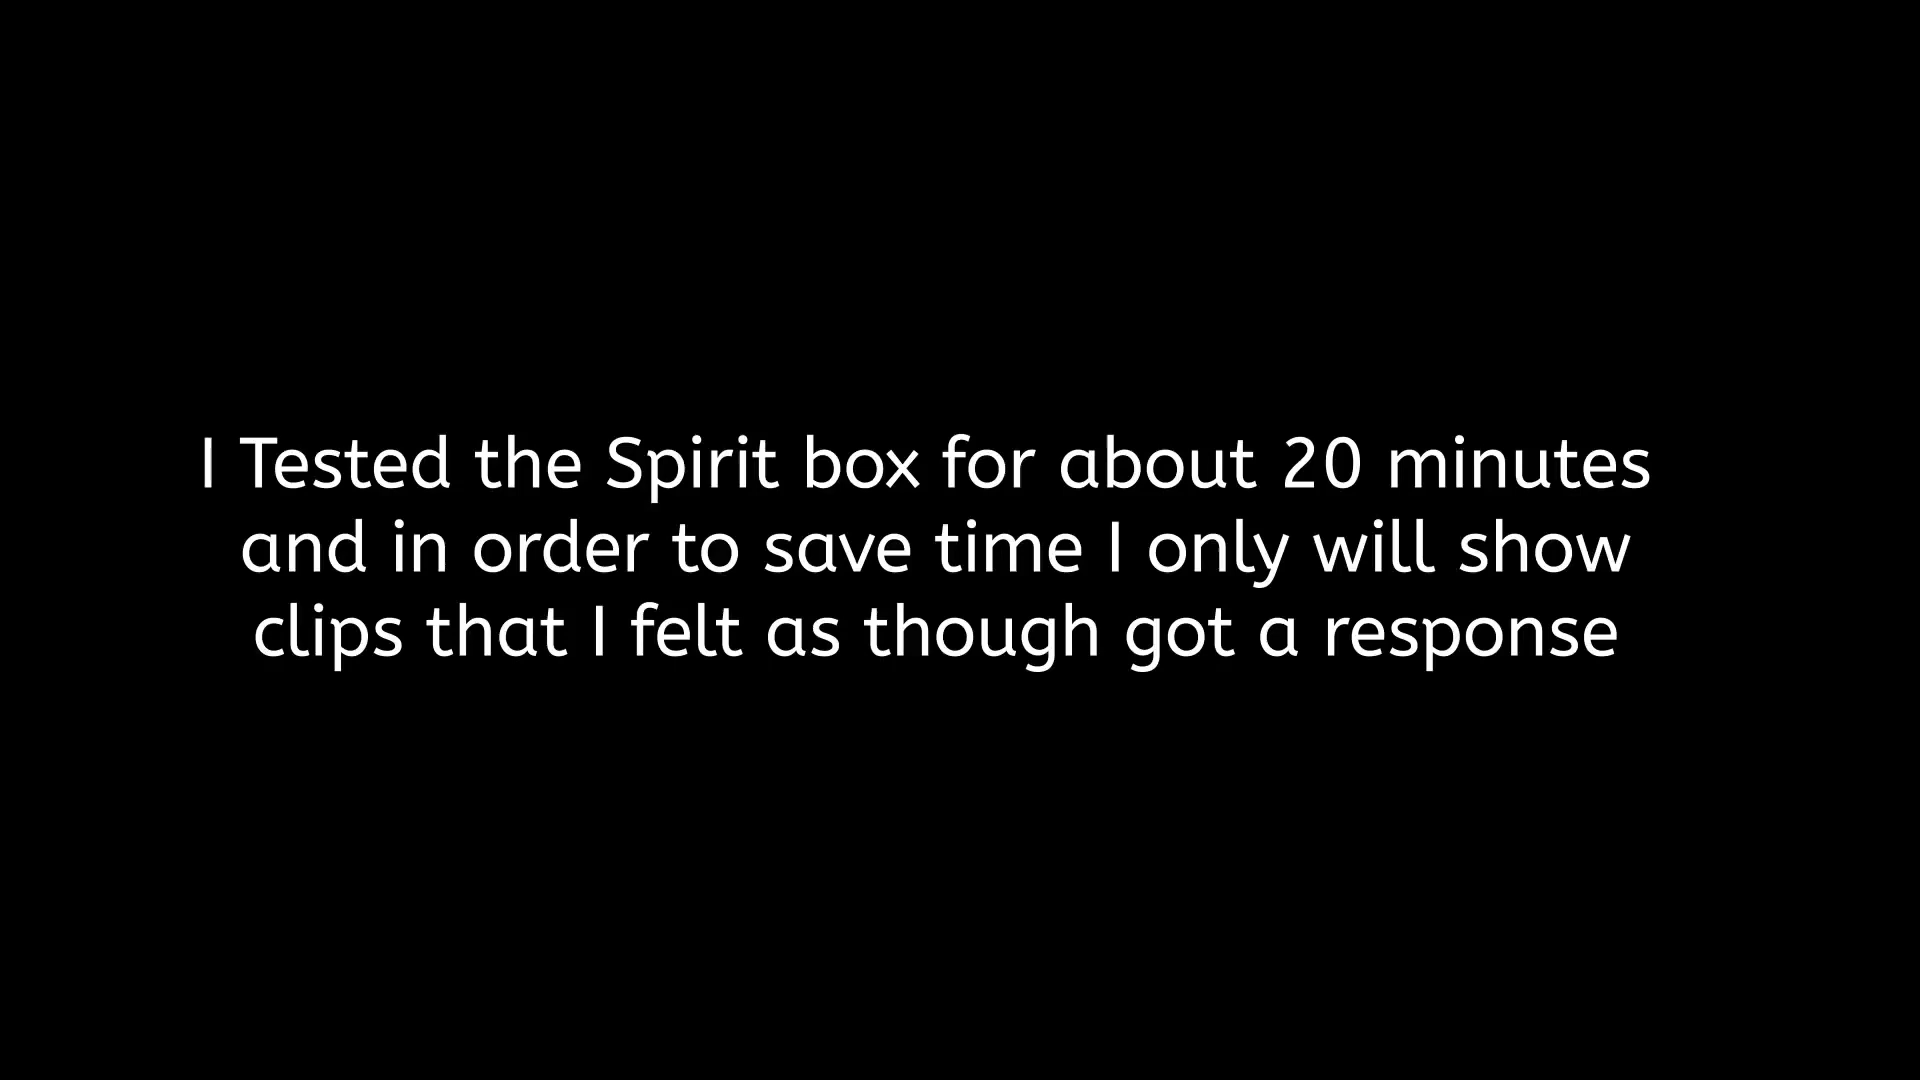 I Tested the Spirit box for about 20 minutes
and in order to save time I only will show
clips that I felt as though got a response